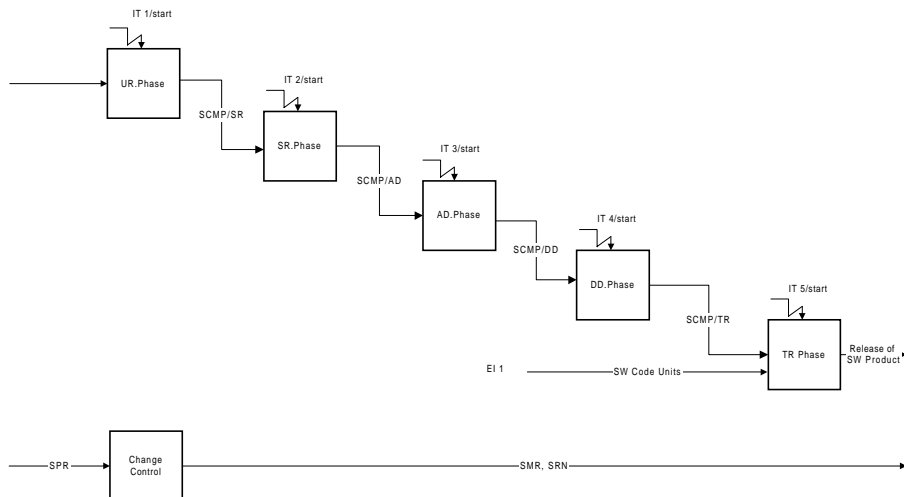 IT 1/start
UR.Phase
SCMP/SR
IT 2/start
SR.Phase
SCMP/AD
IT 3/start
AD.Phase
SCMP/DD
IT 4/start
DD.Phase
SCMP/TR
IT 5/start
TR Phase
Release of
SW Product
EI 1
SW Code Units
SPR
Change
Control
SMR, SRN